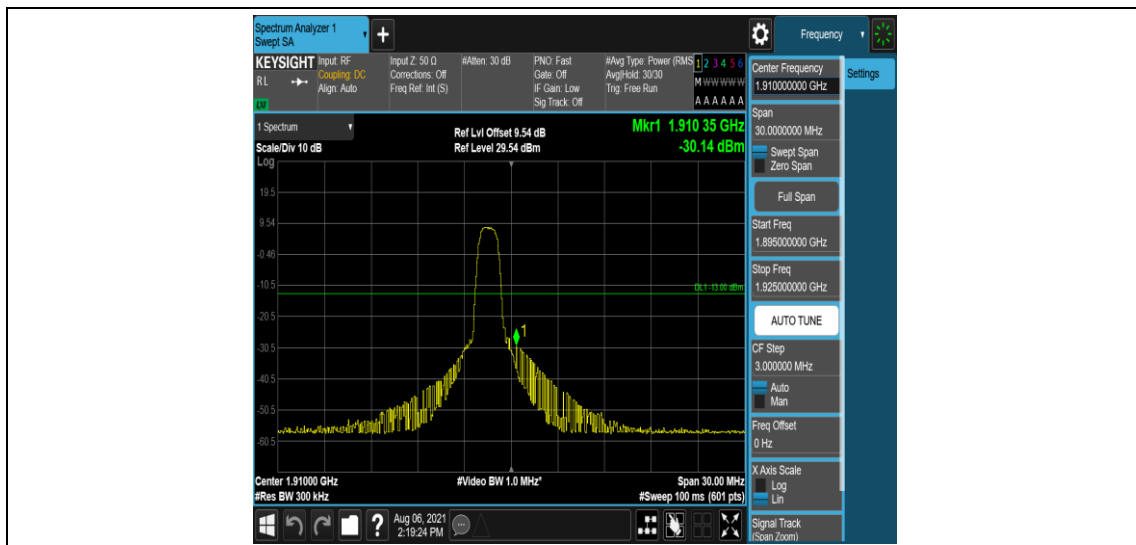 Spectrum Analyzer 1
Swept SA
+
Frequency
KEYSIGHT
RL
LXI
Input: RF
Coupling: DC
Align: Auto
Input Z: 50 Ω
Corrections: Off
Freq Ref: Int (S)
#Atten: 30 dB
PNO: Fast
Gate: Off
IF Gain: Low
Sig Track: Off
#Avg Type: Power (RMS
Avg|Hold: 30/30
Trig: Free Run
1 2 3 4 5 6
M W W W W W
A A A A A A
1 Spectrum
Scale/Div 10 dB
Log
Ref Lvl Offset 9.54 dB
Ref Level 29.54 dBm
Mkr1 1.910 35 GHz
-30.14 dBm
19.5
9.54
-0.46
-10.5
DL1 -13.00 dBm
-20.5
1
-30.5
-40.5
-50.5
-60.5
Center 1.91000 GHz
#Res BW 300 kHz
#Video BW 1.0 MHz*
Span 30.00 MHz
#Sweep 100 ms (601 pts)
Center Frequency
1.910000000 GHz
Settings
Span
30.0000000 MHz
Swept Span
Zero Span
Full Span
Start Freq
1.895000000 GHz
Stop Freq
1.925000000 GHz
AUTO TUNE
CF Step
3.000000 MHz
Auto
Man
Freq Offset
0 Hz
X Axis Scale
Log
Lin
Signal Track
(Span Zoom)
?
Aug 06, 2021
2:19:24 PM